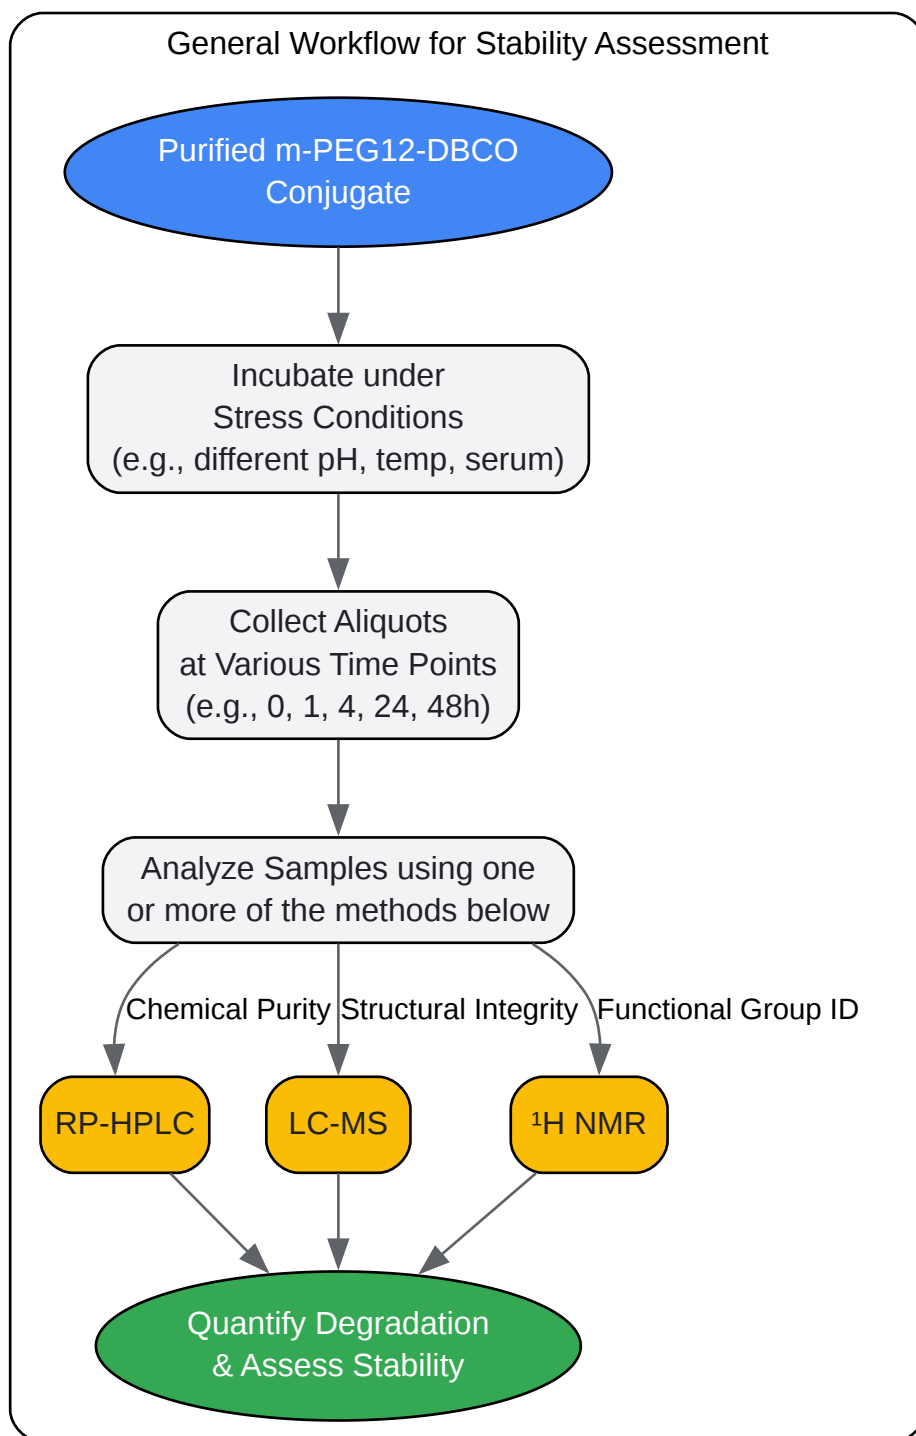 General Workflow for Stability Assessment
Purified m-PEG12-DBCO
Conjugate
Incubate under
Stress Conditions
(e.g., different pH, temp, serum)
Collect Aliquots
at Various Time Points
(e.g., 0, 1, 4, 24, 48h)
Analyze Samples using one
or more of the methods below
Chemical Purity
Structural Integrity
Functional Group ID
RP-HPLC
LC-MS
¹H NMR
Quantify Degradation
& Assess Stability